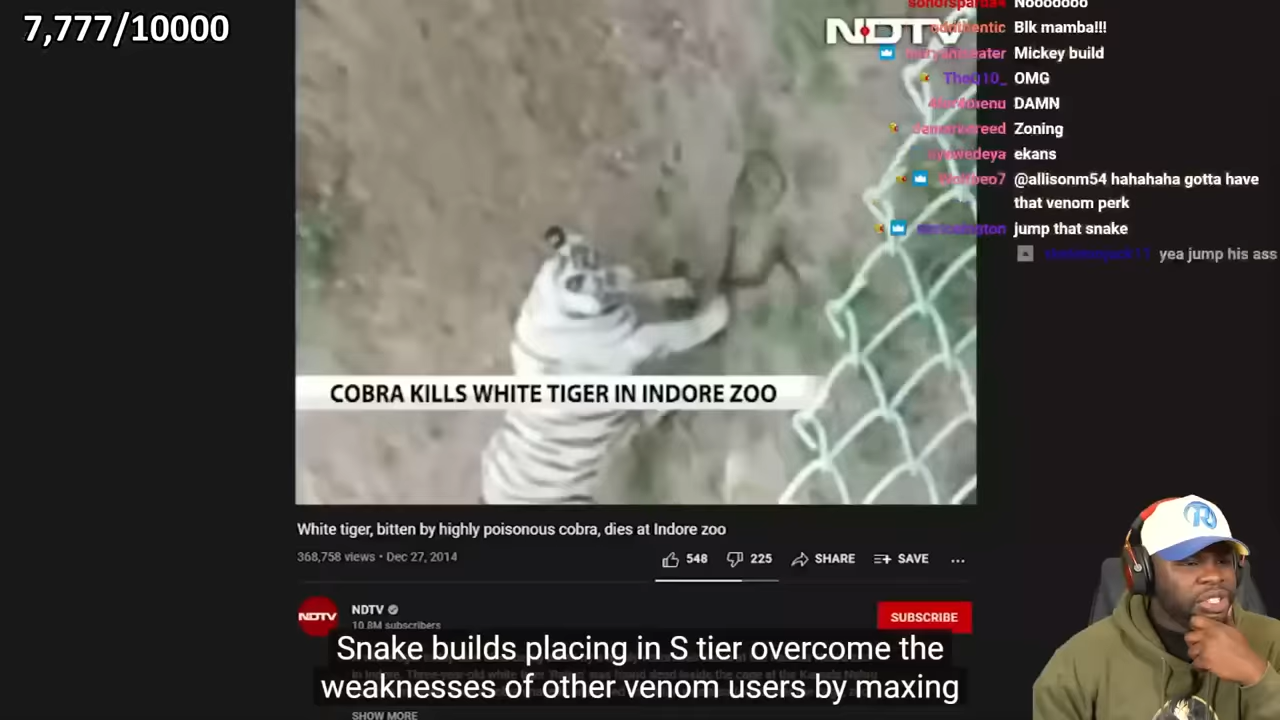 7,777/10000
NDTV
Nooooooo
Blk mamba!!!
Mickey build
OMG
DAMN
Zoning
ekans
@allisonm54 hahahaha gotta have
that venom perk
jump that snake
yea jump his ass
COBRA KILLS WHITE TIGER IN INDORE ZOO
White tiger, bitten by highly poisonous cobra, dies at Indore zoo
368,758 views • Dec 27, 2014
548
225
SHARE
SAVE
NDTV
NDTV
10.8M subscribers
SUBSCRIBE
Snake builds placing in S tier overcome the
weaknesses of other venom users by maxing
SHOW MORE